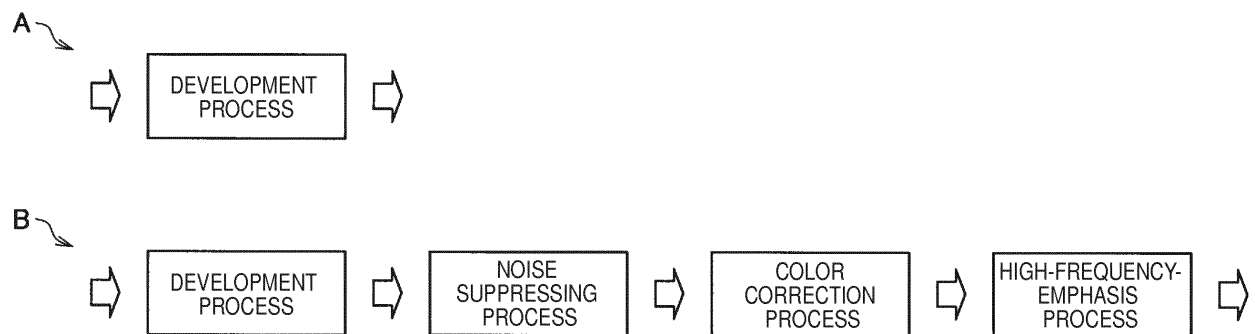 A
DEVELOPMENT
PROCESS
B
DEVELOPMENT
PROCESS
NOISE
SUPPRESSING
PROCESS
COLOR
CORRECTION
PROCESS
HIGH-FREQUENCY-
EMPHASIS
PROCESS